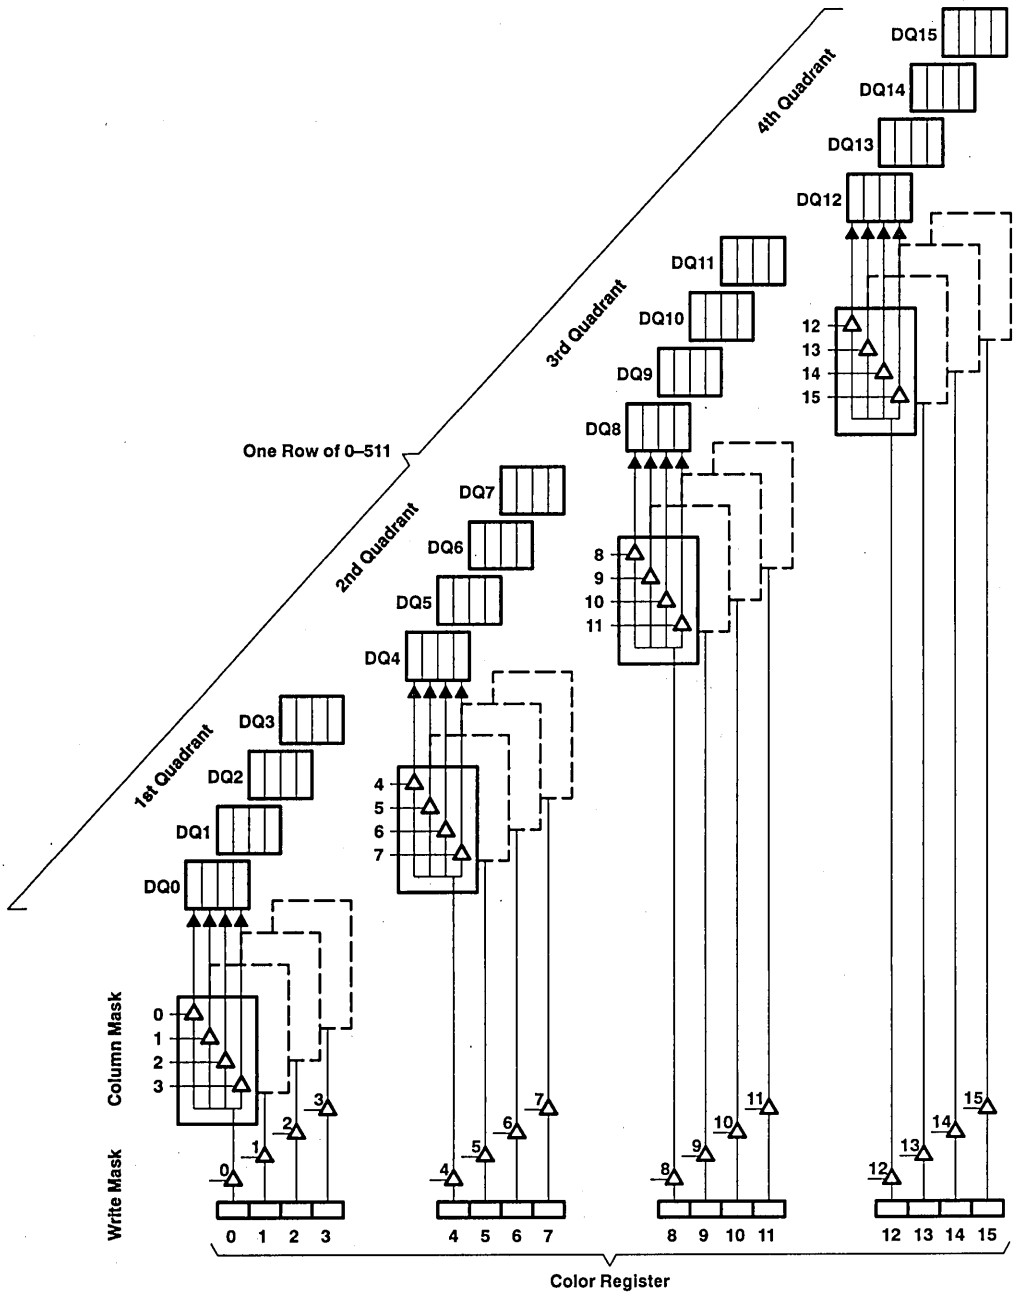 DQ15
DQ14
4th Quadrant
DQ13
DQ12
DQ11
3rd Quadrant
DQ10
12
13
DQ9
14
15
DQ8
One Row of 0–511
DQ7
2nd Quadrant
DQ6
8
9
DQ5
10
11
DQ4
DQ3
1st Quadrant
DQ2
4
5
DQ1
6
7
DQ0
Column Mask
0
1
2
3
Write Mask
0
1
2
3
4
5
6
7
8
9
10
11
12
13
14
15
0 1 2 3 4 5 6 7 8 9 10 11 12 13 14 15
Color Register